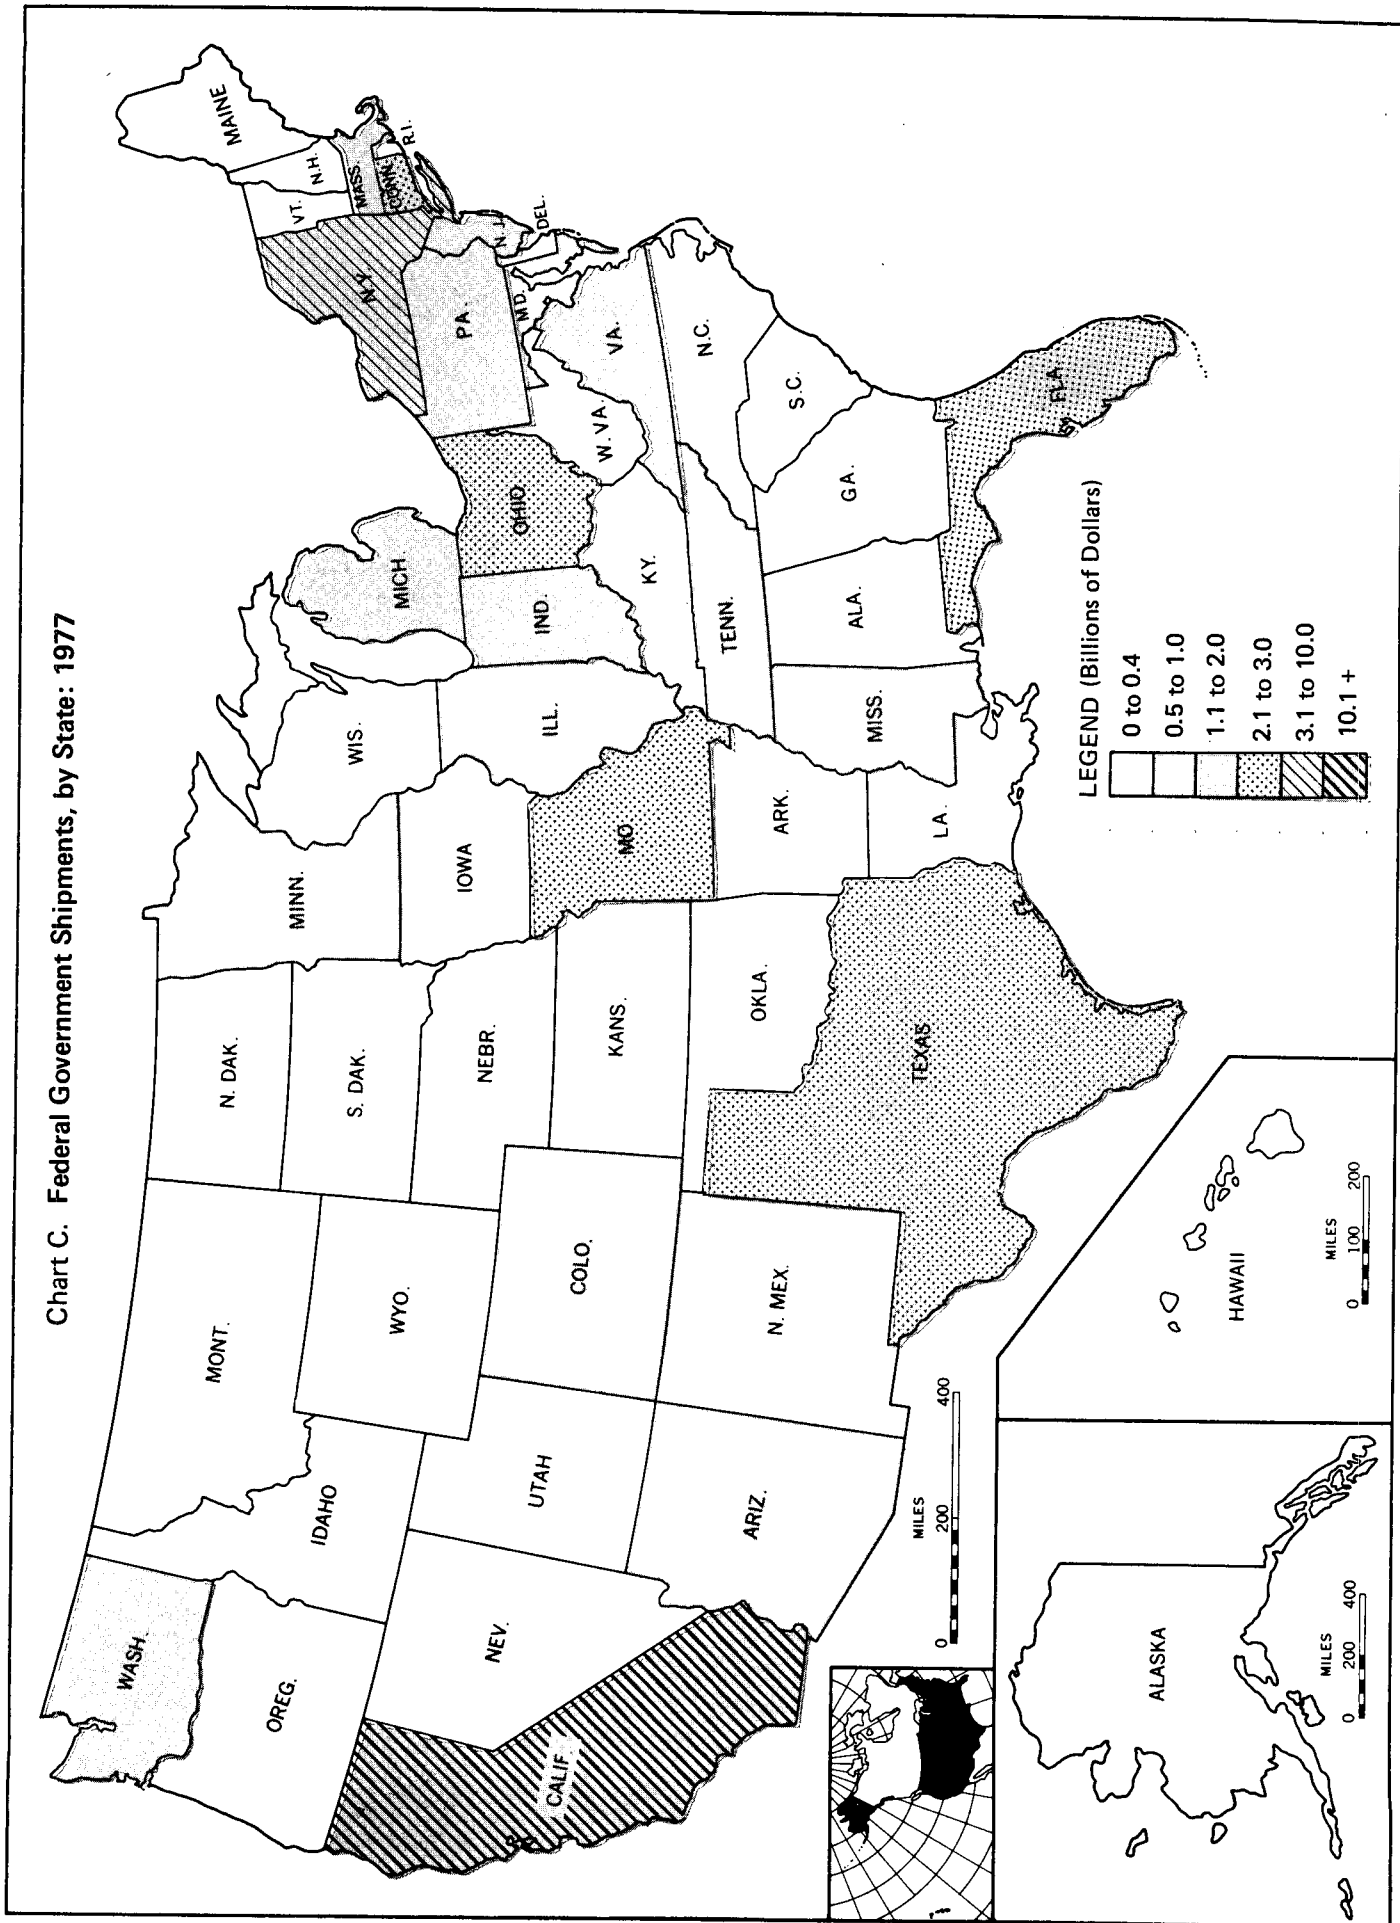 Chart C. Federal Government Shipments, by State: 1977
WASH.
OREG.
CALIF
NEV.
IDAHO
MONT.
WYO.
UTAH
ARIZ.
COLO.
N. MEX.
N. DAK.
S. DAK.
NEBR.
KANS.
OKLA.
TEXAS
MINN.
IOWA
MO
ARK.
LA.
WIS.
ILL.
MISS.
MICH
IND.
OHIO
KY.
TENN.
ALA.
GA.
FLA
S.C.
N.C.
VA.
W. VA.
MD.
DEL.
PA.
N.J.
N.Y.
CONN.
R.I.
MASS.
VT.
N.H.
MAINE
MILES
0 200 400
ALASKA
MILES
0 200 400
HAWAII
MILES
0 100 200
LEGEND (Billions of Dollars)
0 to 0.4
0.5 to 1.0
1.1 to 2.0
2.1 to 3.0
3.1 to 10.0
10.1 +